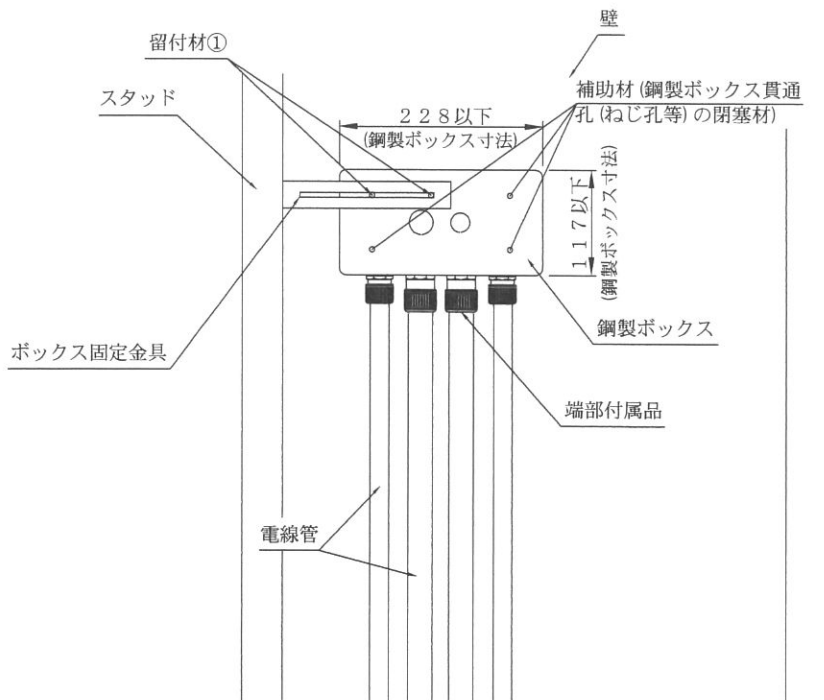 壁
留付材①
補助材(鋼製ボックス貫通
孔(ねじ孔等)の閉塞材)
スタッド
228以下
(鋼製ボックス寸法)
117以下
(鋼製ボックス寸法)
鋼製ボックス
ボックス固定金具
端部付属品
電線管